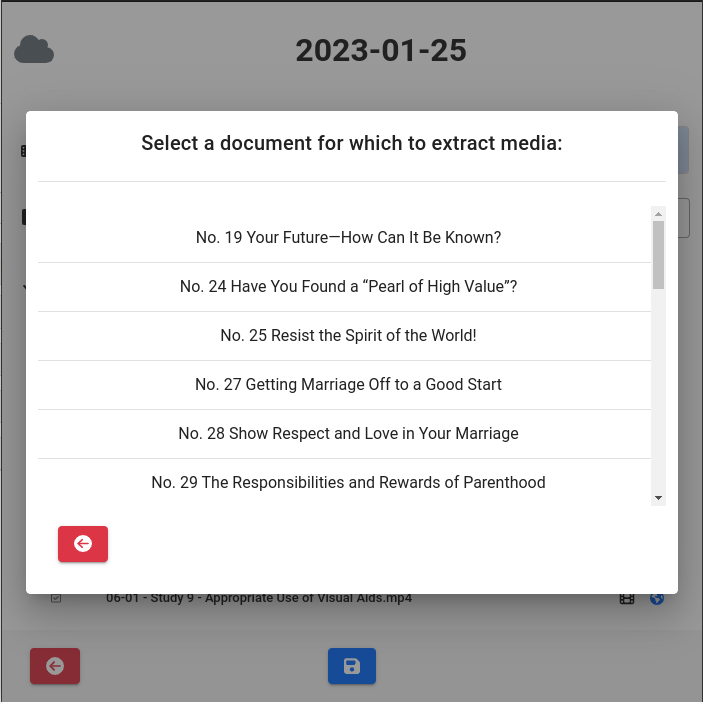 2023-01-25
Select a document for which to extract media:
No. 19 Your Future—How Can It Be Known?
No. 24 Have You Found a “Pearl of High Value”?
No. 25 Resist the Spirit of the World!
No. 27 Getting Marriage Off to a Good Start
No. 28 Show Respect and Love in Your Marriage
No. 29 The Responsibilities and Rewards of Parenthood
06-01 - Study 9 - Appropriate Use of Visual Aids.mp4